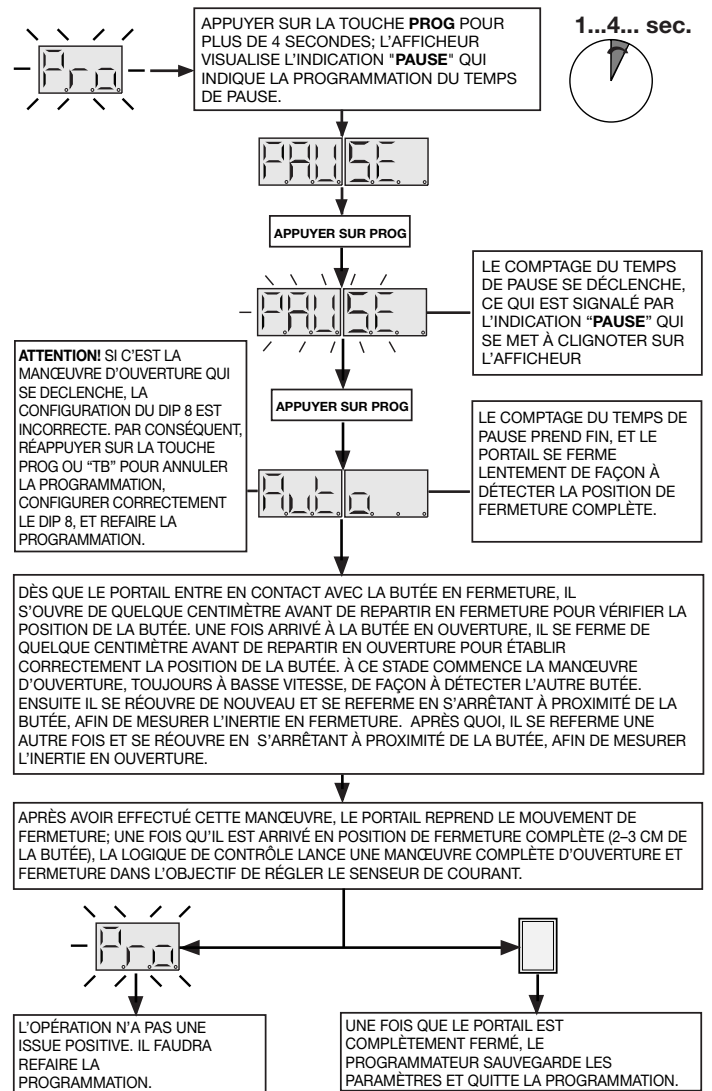 APPUYER SUR LA TOUCHE PROG POUR
PLUS DE 4 SECONDES; L'AFFICHEUR
VISUALISE L'INDICATION "PAUSE" QUI
INDIQUE LA PROGRAMMATION DU TEMPS
DE PAUSE.
1...4... sec.
Pro
PAUSE
APPUYER SUR PROG
PAUSE
LE COMPTAGE DU TEMPS
DE PAUSE SE DÉCLENCHE,
CE QUI EST SIGNALÉ PAR
L'INDICATION “PAUSE” QUI
SE MET À CLIGNOTER SUR
L'AFFICHEUR
ATTENTION! SI C'EST LA
MANŒUVRE D'OUVERTURE QUI
SE DECLENCHE, LA
CONFIGURATION DU DIP 8 EST
INCORRECTE. PAR CONSÉQUENT,
RÉAPPUYER SUR LA TOUCHE
PROG OU “TB” POUR ANNULER
LA PROGRAMMATION,
CONFIGURER CORRECTEMENT
LE DIP 8, ET REFAIRE LA
PROGRAMMATION.
APPUYER SUR PROG
Auto
LE COMPTAGE DU TEMPS DE
PAUSE PREND FIN, ET LE
PORTAIL SE FERME
LENTEMENT DE FAÇON À
DÉTECTER LA POSITION DE
FERMETURE COMPLÈTE.
DÈS QUE LE PORTAIL ENTRE EN CONTACT AVEC LA BUTÉE EN FERMETURE, IL
S'OUVRE DE QUELQUE CENTIMÈTRE AVANT DE REPARTIR EN FERMETURE POUR VÉRIFIER LA
POSITION DE LA BUTÉE. UNE FOIS ARRIVÉ À LA BUTÉE EN OUVERTURE, IL SE FERME DE
QUELQUE CENTIMÈTRE AVANT DE REPARTIR EN OUVERTURE POUR ÉTABLIR
CORRECTEMENT LA POSITION DE LA BUTÉE. À CE STADE COMMENCE LA MANŒUVRE
D'OUVERTURE, TOUJOURS À BASSE VITESSE, DE FAÇON À DÉTECTER L'AUTRE BUTÉE.
ENSUITE IL SE RÉOUVRE DE NOUVEAU ET SE REFERME EN S'ARRÊTANT À PROXIMITÉ DE LA
BUTÉE, AFIN DE MESURER L'INERTIE EN FERMETURE. APRÈS QUOI, IL SE REFERME UNE
AUTRE FOIS ET SE RÉOUVRE EN S'ARRÊTANT À PROXIMITÉ DE LA BUTÉE, AFIN DE MESURER
L'INERTIE EN OUVERTURE.
APRÈS AVOIR EFFECTUÉ CETTE MANŒUVRE, LE PORTAIL REPREND LE MOUVEMENT DE
FERMETURE; UNE FOIS QU'IL EST ARRIVÉ EN POSITION DE FERMETURE COMPLÈTE (2–3 CM DE
LA BUTÉE), LA LOGIQUE DE CONTRÔLE LANCE UNE MANŒUVRE COMPLÈTE D'OUVERTURE ET
FERMETURE DANS L'OBJECTIF DE RÉGLER LE SENSEUR DE COURANT.
Pro
L'OPÉRATION N'A PAS UNE
ISSUE POSITIVE. IL FAUDRA
REFAIRE LA
PROGRAMMATION.
UNE FOIS QUE LE PORTAIL EST
COMPLÈTEMENT FERMÉ, LE
PROGRAMMATEUR SAUVEGARDE LES
PARAMÈTRES ET QUITTE LA PROGRAMMATION.